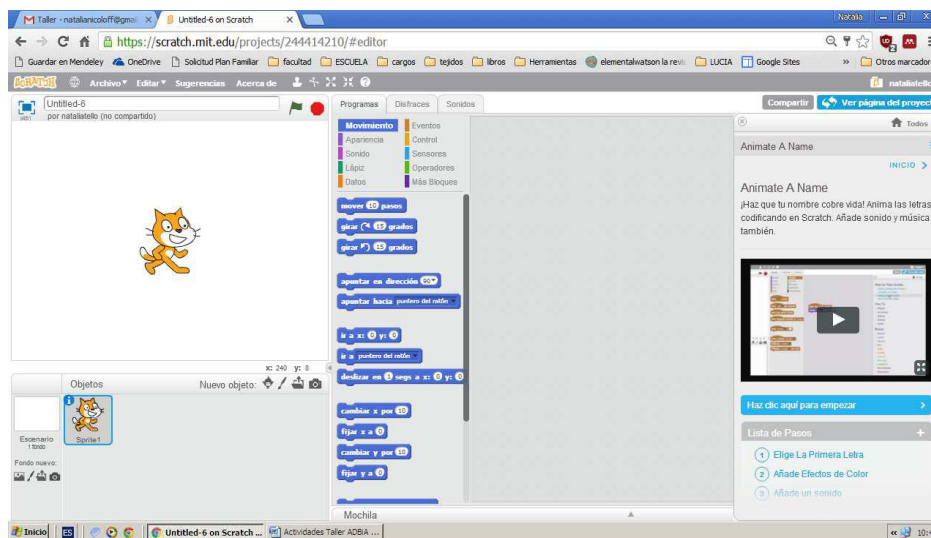 Taller - natalianicoloff@gmai
Untitled-6 on Scratch
Natalia
https://scratch.mit.edu/projects/244414210/#editor
Guardar en Mendeley
OneDrive
Solicitud Plan Familiar
facultad
ESCUELA
cargos
tejidos
libros
Herramientas
elementalwatson la revis
LUCIA
Google Sites
»
Otros marcador
SCRATCH
Archivo
Editar
Sugerencias
Acerca de
nataliatello
Untitled-6
por nataliatello (no compartido)
Programas
Disfraces
Sonidos
Compartir
Ver página del proyect
Movimiento
Eventos
Apariencia
Control
Sonido
Sensores
Lápiz
Operadores
Datos
Más Bloques
mover 10 pasos
girar 15 grados
girar 15 grados
apuntar en dirección 90
apuntar hacia puntero del ratón
ir a x: 0 y: 0
ir a puntero del ratón
deslizar en 1 segs a x: 0 y: 0
cambiar x por 10
fijar x a 0
cambiar y por 10
fijar y a 0
Mochila
Todos
Animate A Name
INICIO
Animate A Name
¡Haz que tu nombre cobre vida! Anima las letras
codificando en Scratch. Añade sonido y música
también.
Haz clic aquí para empezar
Lista de Pasos
+
1 Elige La Primera Letra
2 Añade Efectos de Color
3 Añade un sonido
x: 240 y: 8
Objetos
Nuevo objeto:
Escenario
1 fondo
Sprite1
Fondo nuevo:
Inicio
ES
Untitled-6 on Scratch ...
Actividades Taller ADBiA ...